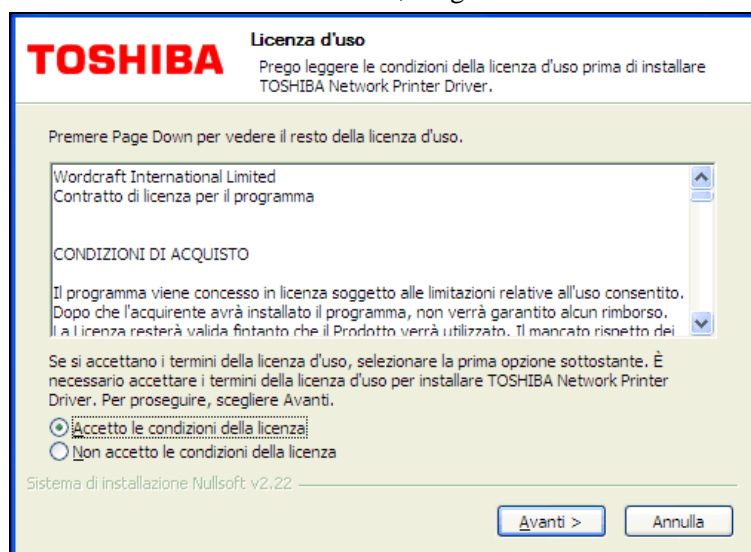 TOSHIBA
Licenza d'uso
Prego leggere le condizioni della licenza d'uso prima di installare
TOSHIBA Network Printer Driver.
Premere Page Down per vedere il resto della licenza d'uso.
Wordcraft International Limited
Contratto di licenza per il programma
CONDIZIONI DI ACQUISTO
Il programma viene concesso in licenza soggetto alle limitazioni relative all'uso consentito.
Dopo che l'acquirente avrà installato il programma, non verrà garantito alcun rimborso.
La Licenza resterà valida fintanto che il Prodotto verrà utilizzato. Il mancato rispetto dei
Se si accettano i termini della licenza d'uso, selezionare la prima opzione sottostante. È
necessario accettare i termini della licenza d'uso per installare TOSHIBA Network Printer
Driver. Per proseguire, scegliere Avanti.
Accetto le condizioni della licenza
Non accetto le condizioni della licenza
Sistema di installazione Nullsoft v2.22
Avanti >
Annulla